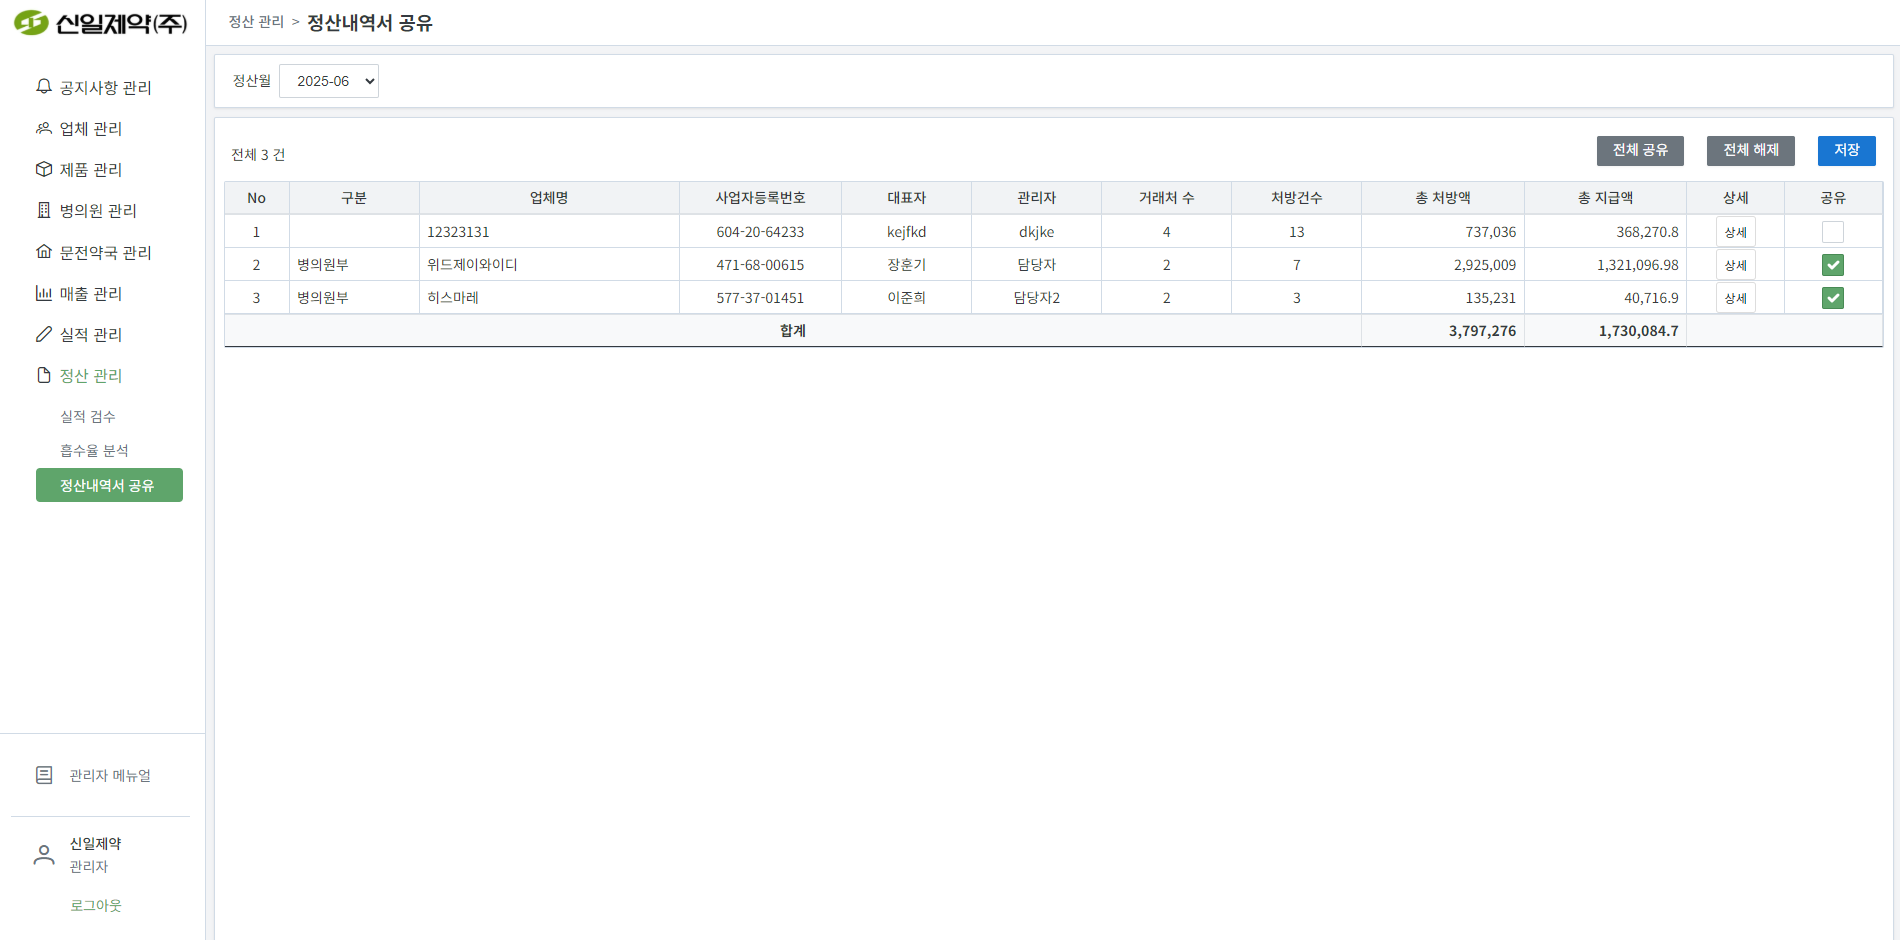 신일제약(주)
정산 관리 > 정산내역서 공유
공지사항 관리
업체 관리
제품 관리
병의원 관리
문전약국 관리
매출 관리
실적 관리
정산 관리
실적 검수
흡수율 분석
정산내역서 공유
관리자 메뉴얼
신일제약
관리자
로그아웃
정산월 2025-06
전체 3 건 전체 공유 전체 해제 저장
No 구분 업체명 사업자등록번호 대표자 관리자 거래처 수 처방건수 총 처방액 총 지급액 상세 공유
1 12323131 604-20-64233 kejfkd dkjke 4 13 737,036 368,270.8 상세
2 병의원부 위드제이와이디 471-68-00615 장훈기 담당자 2 7 2,925,009 1,321,096.98 상세
3 병의원부 히스마레 577-37-01451 이준희 담당자2 2 3 135,231 40,716.9 상세
합계 3,797,276 1,730,084.7